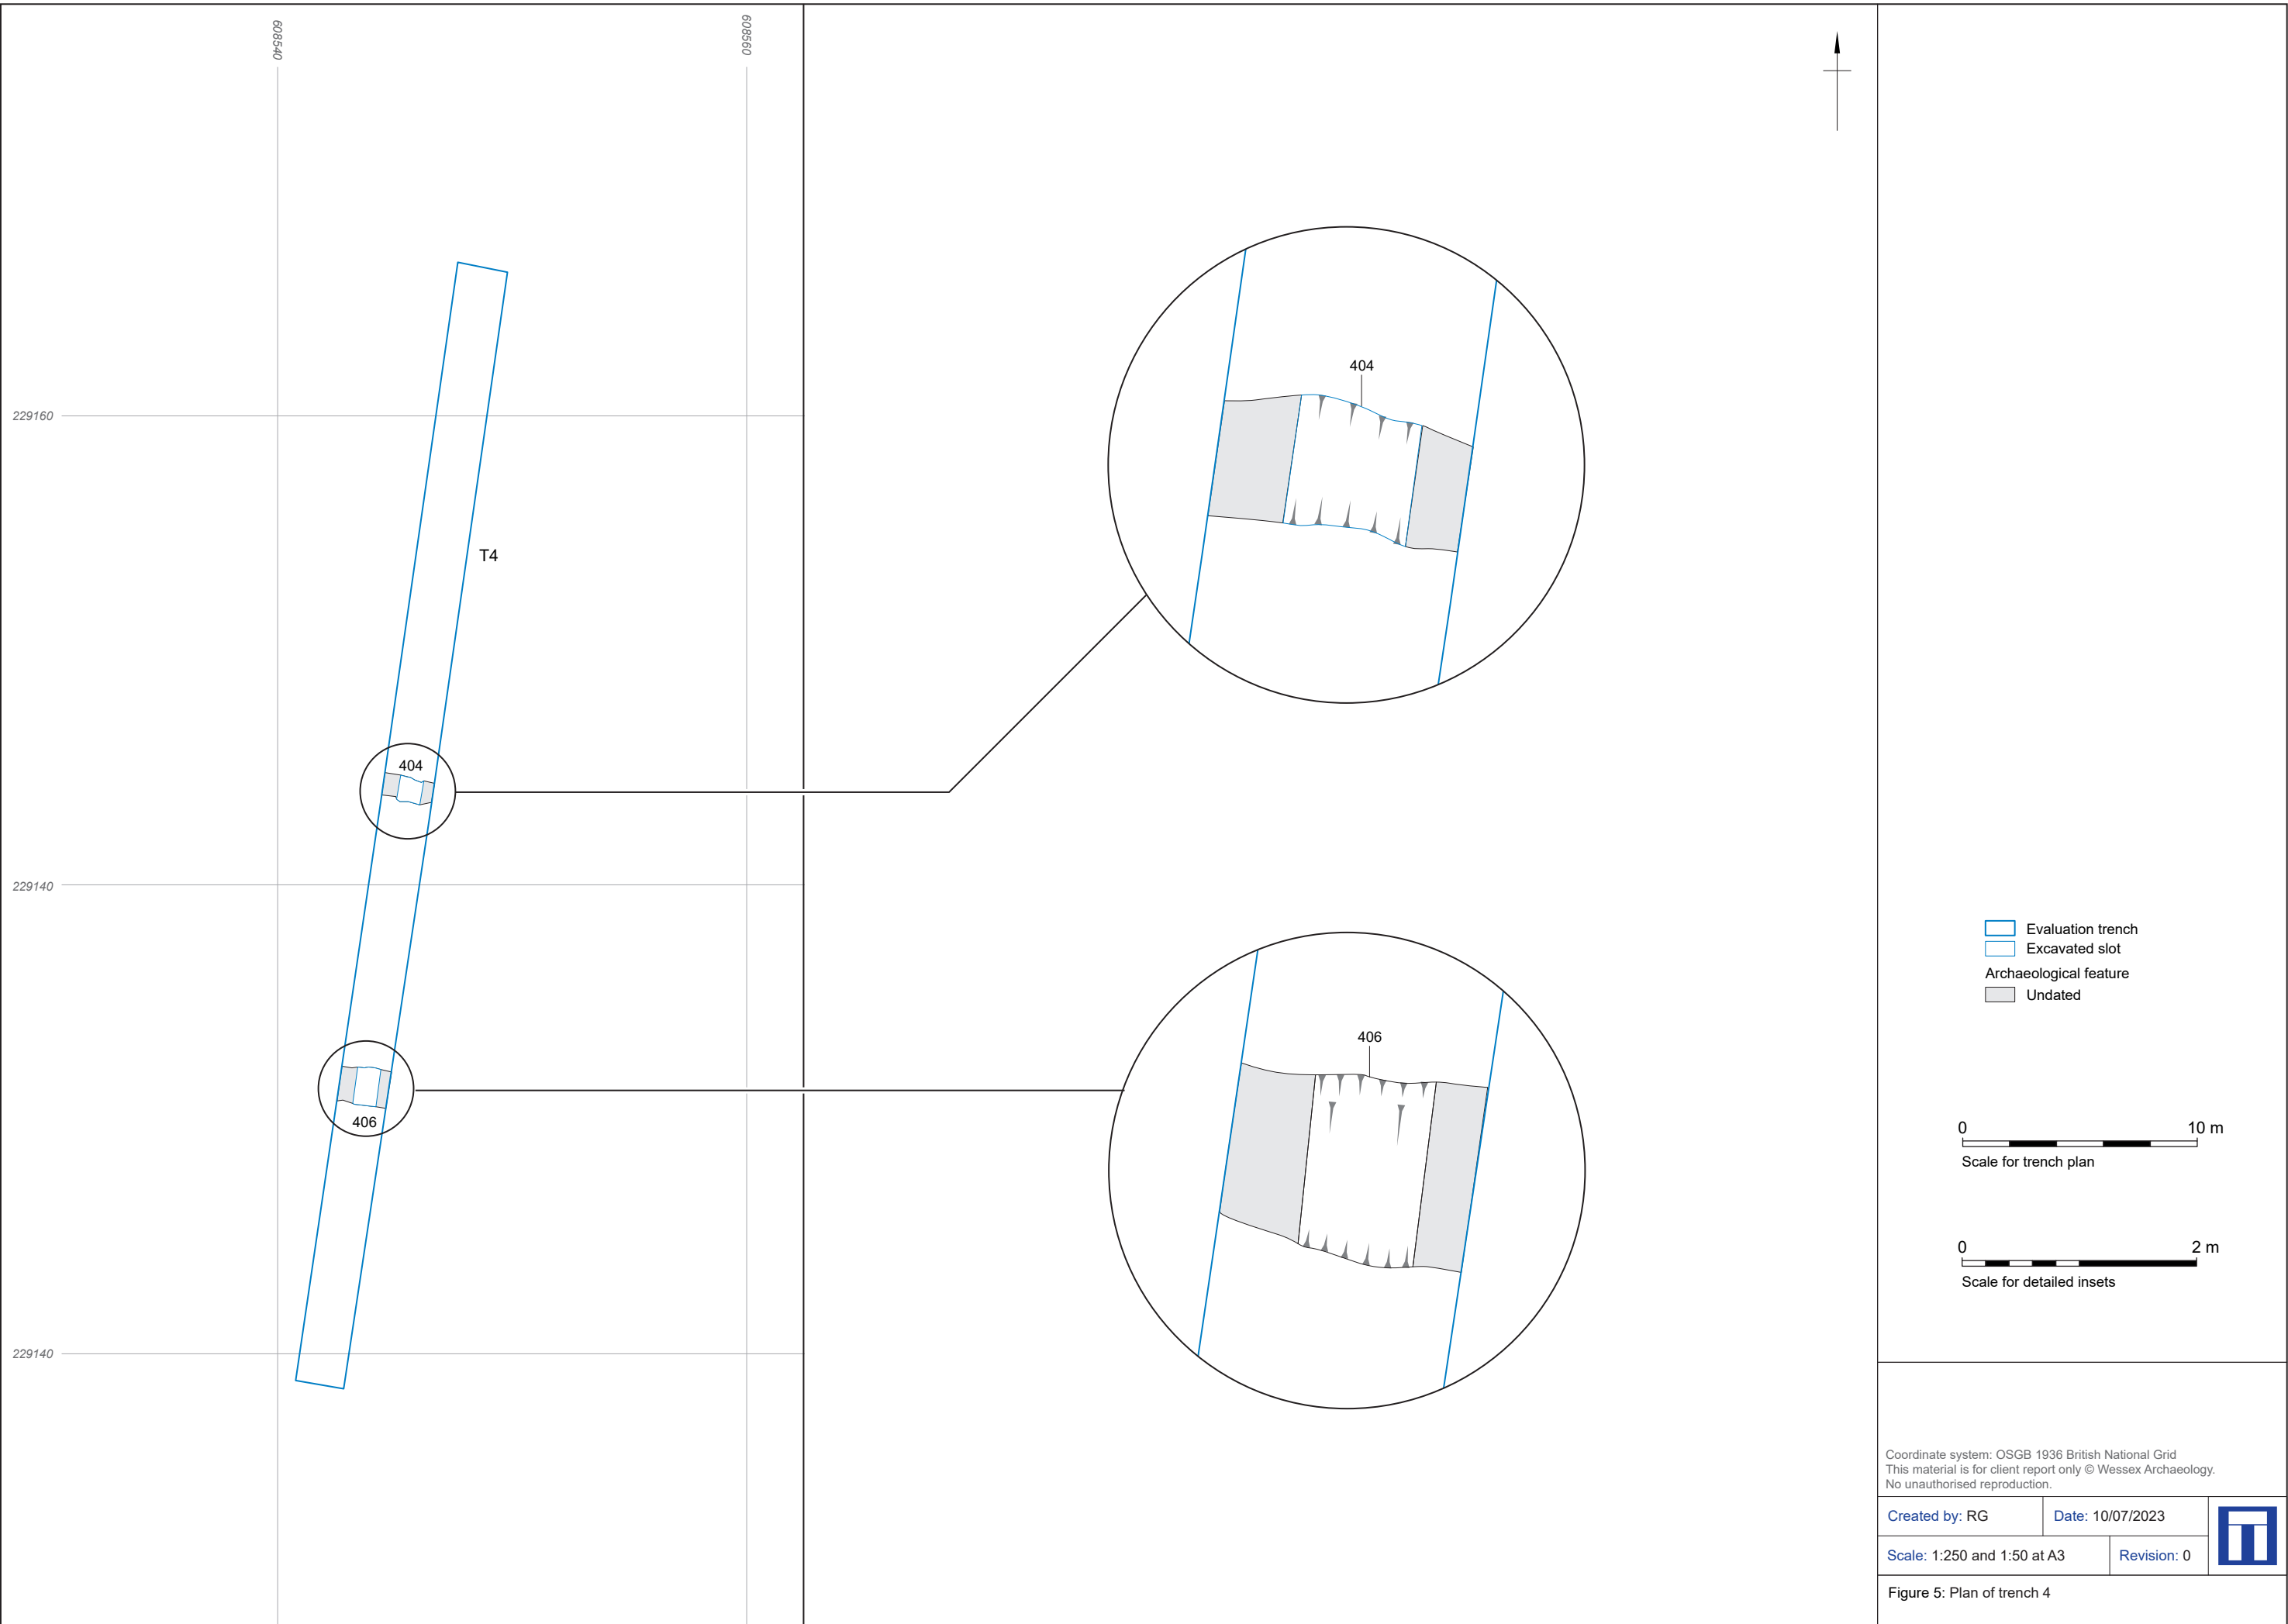 608540
608560
229160
T4
404
229140
406
229140
404
406
Evaluation trench
Excavated slot
Archaeological feature
Undated
0 10 m
Scale for trench plan
0 2 m
Scale for detailed insets
Coordinate system: OSGB 1936 British National Grid
This material is for client report only © Wessex Archaeology.
No unauthorised reproduction.
Created by: RG
Date: 10/07/2023
Scale: 1:250 and 1:50 at A3
Revision: 0
Figure 5: Plan of trench 4